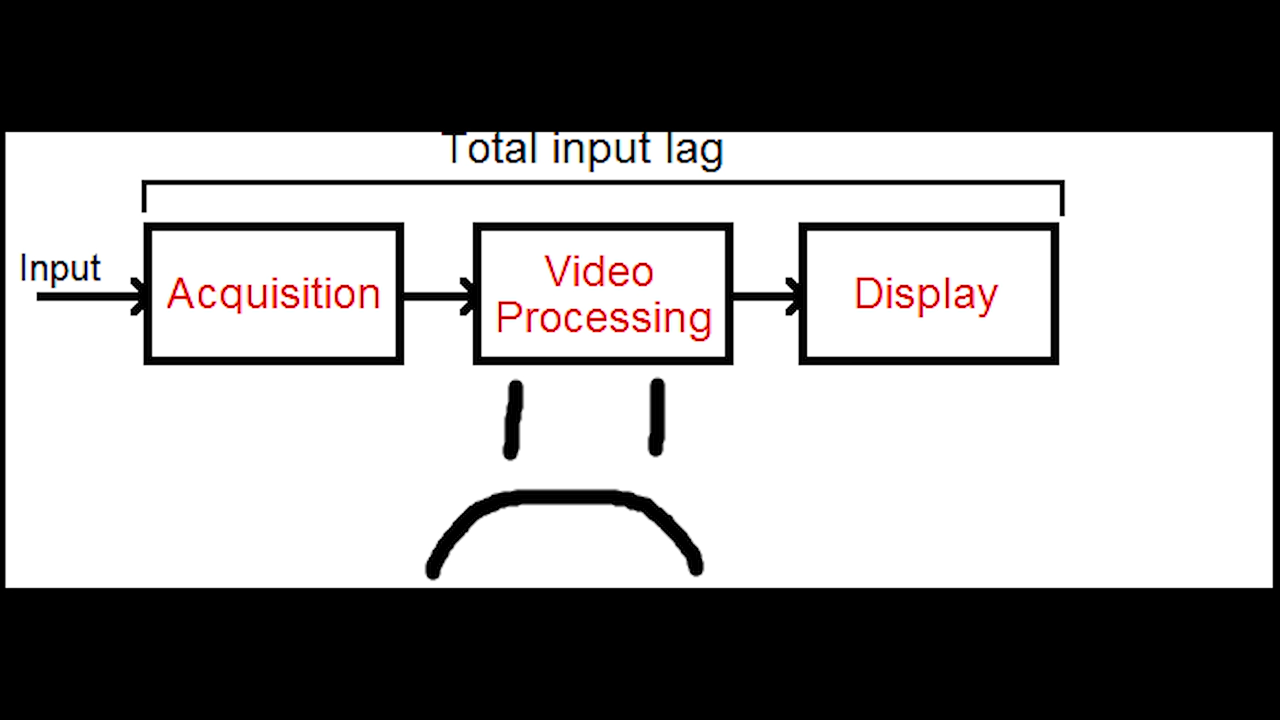 Total input lag
Input
Acquisition
Video
Processing
Display